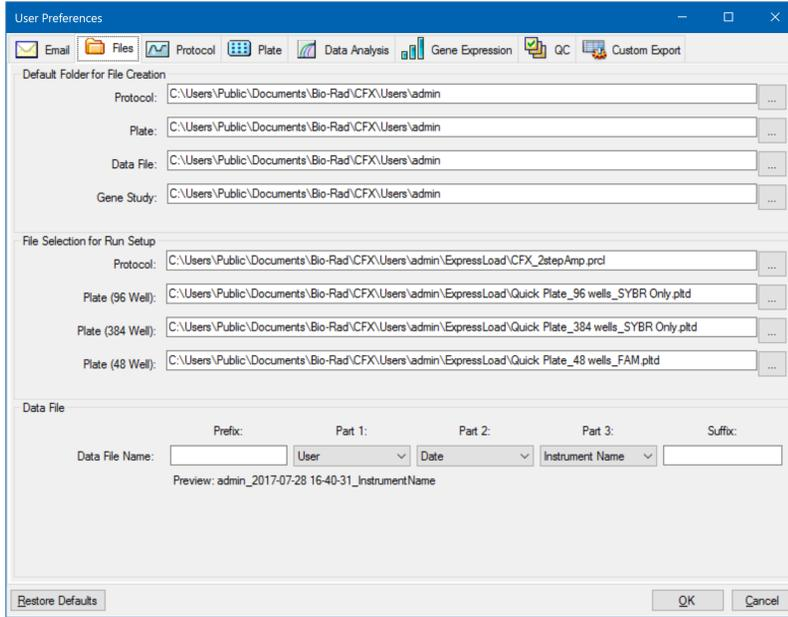 User Preferences
Email Files Protocol Plate Data Analysis Gene Expression QC Custom Export
Default Folder for File Creation
Protocol: C:\Users\Public\Documents\Bio-Rad\CFX\Users\admin ...
Plate: C:\Users\Public\Documents\Bio-Rad\CFX\Users\admin ...
Data File: C:\Users\Public\Documents\Bio-Rad\CFX\Users\admin ...
Gene Study: C:\Users\Public\Documents\Bio-Rad\CFX\Users\admin ...
File Selection for Run Setup
Protocol: C:\Users\Public\Documents\Bio-Rad\CFX\Users\admin\ExpressLoad\CFX_2stepAmp.prcl ...
Plate (96 Well): C:\Users\Public\Documents\Bio-Rad\CFX\Users\admin\ExpressLoad\Quick Plate_96 wells_SYBR Only.pltd ...
Plate (384 Well): C:\Users\Public\Documents\Bio-Rad\CFX\Users\admin\ExpressLoad\Quick Plate_384 wells_SYBR Only.pltd ...
Plate (48 Well): C:\Users\Public\Documents\Bio-Rad\CFX\Users\admin\ExpressLoad\Quick Plate_48 wells_FAM.pltd ...
Data File
Prefix: Part 1: Part 2: Part 3: Suffix:
Data File Name: User Date Instrument Name
Preview: admin_2017-07-28 16-40-31_InstrumentName
Restore Defaults OK Cancel